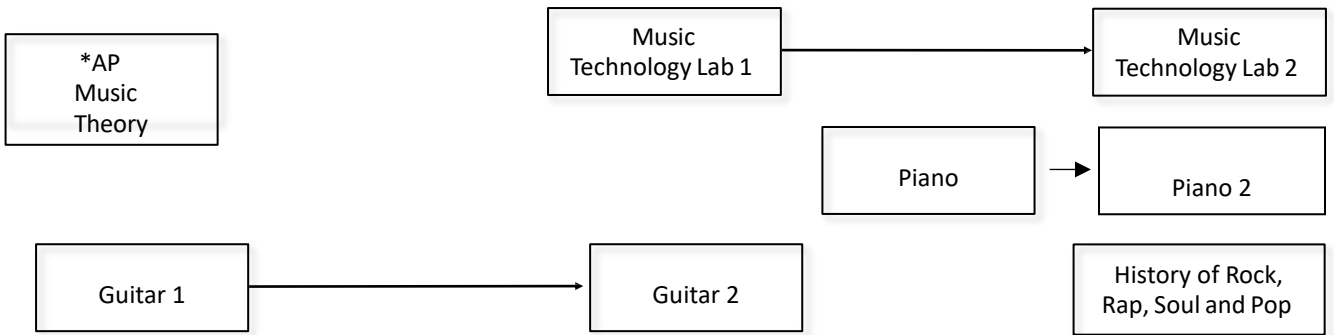 *AP
Music
Theory
Music
Technology Lab 1
Music
Technology Lab 2
Piano
Piano 2
Guitar 1
Guitar 2
History of Rock,
Rap, Soul and Pop